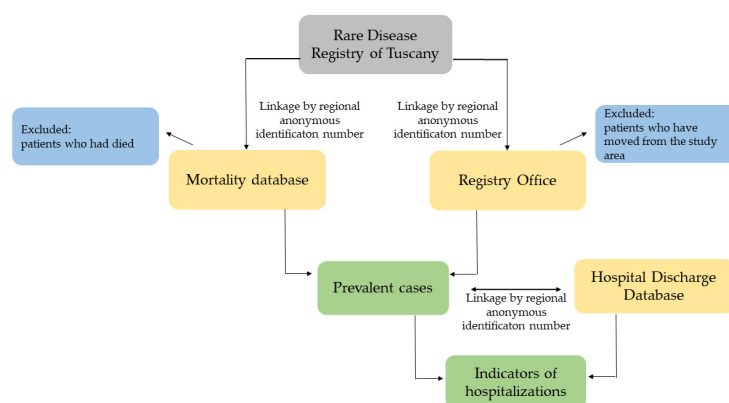 Rare Disease
Registry of Tuscany
Linkage by regional
anonymous
identificaton number
Linkage by regional
anonymous
identificaton number
Excluded:
patients who had died
Excluded:
patients who have
moved from the study
area
Mortality database
Registry Office
Prevalent cases
Linkage by regional
anonymous
identificaton number
Hospital Discharge
Database
Indicators of
hospitalizations